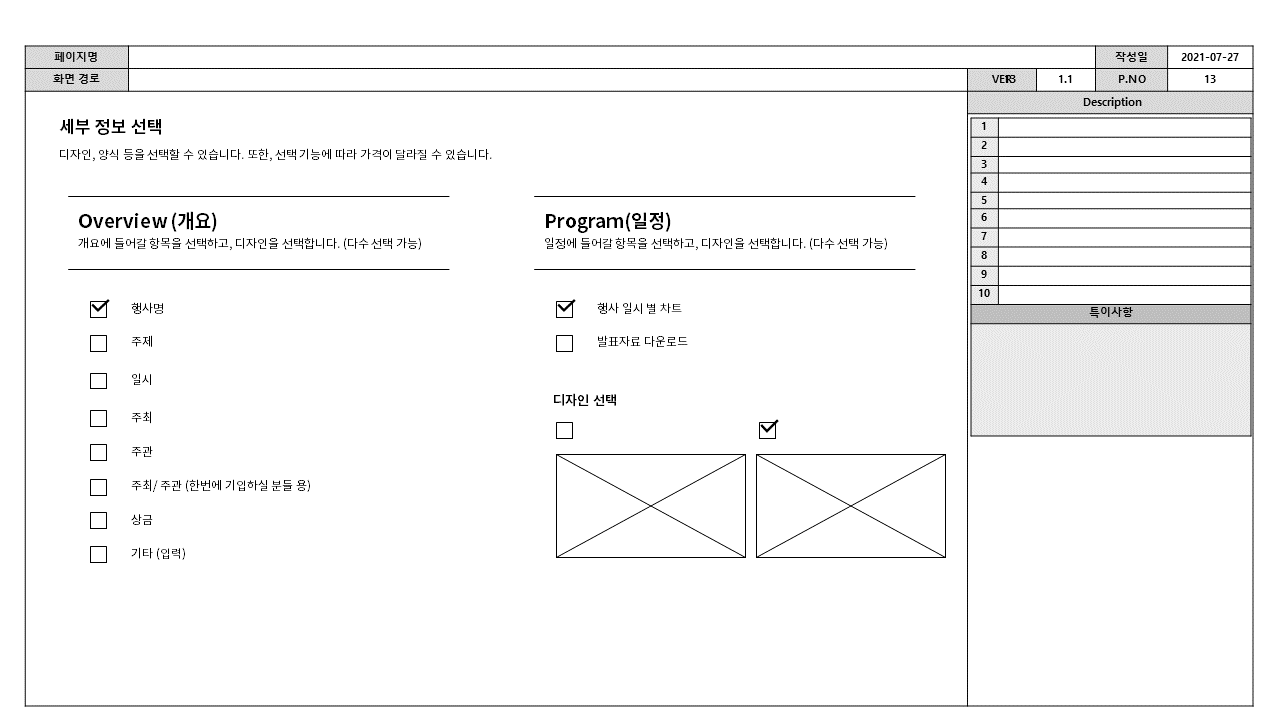 페이지명
작성일 2021-07-27
화면 경로
1.1 P.NO 13
Description
세부 정보 선택
디자인, 양식 등을 선택할 수 있습니다. 또한, 선택 기능에 따라 가격이 달라질 수 있습니다.
Overview (개요)
개요에 들어갈 항목을 선택하고, 디자인을 선택합니다. (다수 선택 가능)
행사명
주제
일시
주최
주관
주최/ 주관 (한번에 기입하실 분들 용)
상금
기타 (입력)
Program(일정)
일정에 들어갈 항목을 선택하고, 디자인을 선택합니다. (다수 선택 가능)
행사 일시 별 차트
발표자료 다운로드
디자인 선택
1
2
3
4
5
6
7
8
9
10
특이사항